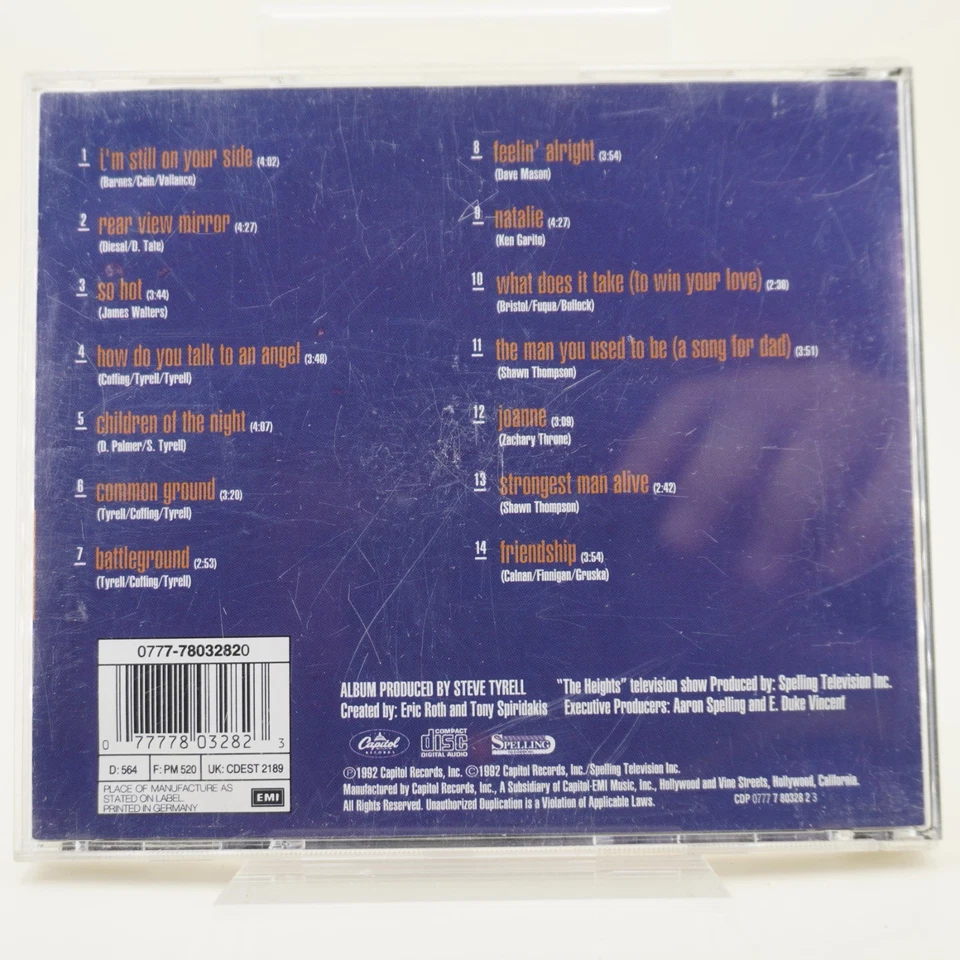 1 i'm still on your side (4:02)
(Barnes/Cain/Vallance)
2 rear view mirror (4:27)
(Diesal/D. Tate)
3 so hot (3:44)
(James Walters)
4 how do you talk to an angel (3:48)
(Coffing/Tyrell/Tyrell)
5 children of the night (4:07)
(D. Palmer/S. Tyrell)
6 common ground (3:20)
(Tyrell/Coffing/Tyrell)
7 battleground (2:53)
(Tyrell/Coffing/Tyrell)
8 feelin' alright (3:54)
(Dave Mason)
9 natalie (4:27)
(Ken Garito)
10 what does it take (to win your love) (2:30)
(Bristol/Fuqua/Bullock)
11 the man you used to be (a song for dad) (3:51)
(Shawn Thompson)
12 joanne (3:09)
(Zachary Throne)
13 strongest man alive (2:42)
(Shawn Thompson)
14 friendship (3:54)
(Calnan/Finnigan/Gruska)
0777-78032820
0 77778 03282 3
D: 564 F: PM 520 UK: CDEST 2189
PLACE OF MANUFACTURE AS
STATED ON LABEL.
PRINTED IN GERMANY
EMI
ALBUM PRODUCED BY STEVE TYRELL
Created by: Eric Roth and Tony Spiridakis
"The Heights" television show Produced by: Spelling Television Inc.
Executive Producers: Aaron Spelling and E. Duke Vincent
Capitol
RECORDS
COMPACT
disc
DIGITAL AUDIO
SPELLING
℗1992 Capitol Records, Inc. ©1992 Capitol Records, Inc./Spelling Television Inc.
Manufactured by Capitol Records, Inc., A Subsidiary of Capitol-EMI Music, Inc., Hollywood and Vine Streets, Hollywood, California.
All Rights Reserved. Unauthorized Duplication is a Violation of Applicable Laws.
CDP 0777 7 80328 2 3